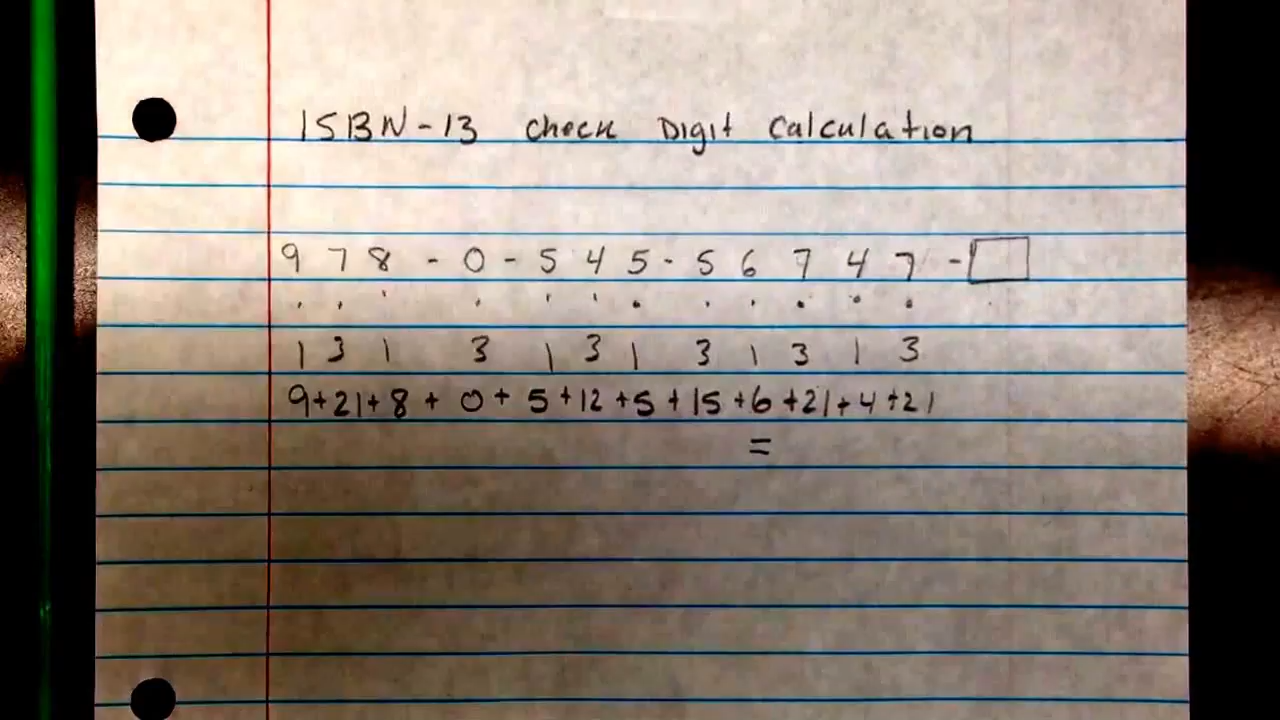 ISBN-13 Check Digit Calculation
978-0-545-56747-
. . . . . . . . . . . .
1 3 1 3 1 3 1 3 1 3 1 3
9+21+8+0+5+12+5+15+6+21+4+21
=